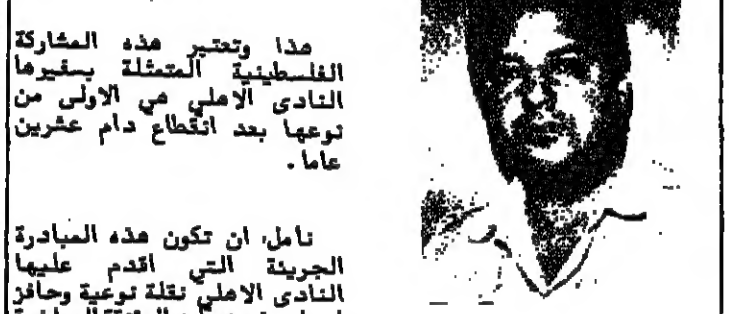 هذا وتعتبر هذه المشاركة
الفلسطينية المتمثلة بسفيرها
النادى الاهلي هي الاولى من
نوعها بعد انقطاع دام عشرين
عاما .
نامل ان تكون هذه المبادرة
الجريئة التي اقدم عليها
النادى الاهلي نقلة نوعية وحافز